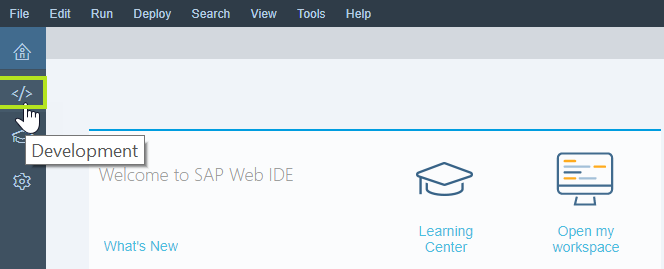 File Edit Run Deploy Search View Tools Help
</>
Development
Welcome to SAP Web IDE
What's New
Learning
Center
Open my
workspace